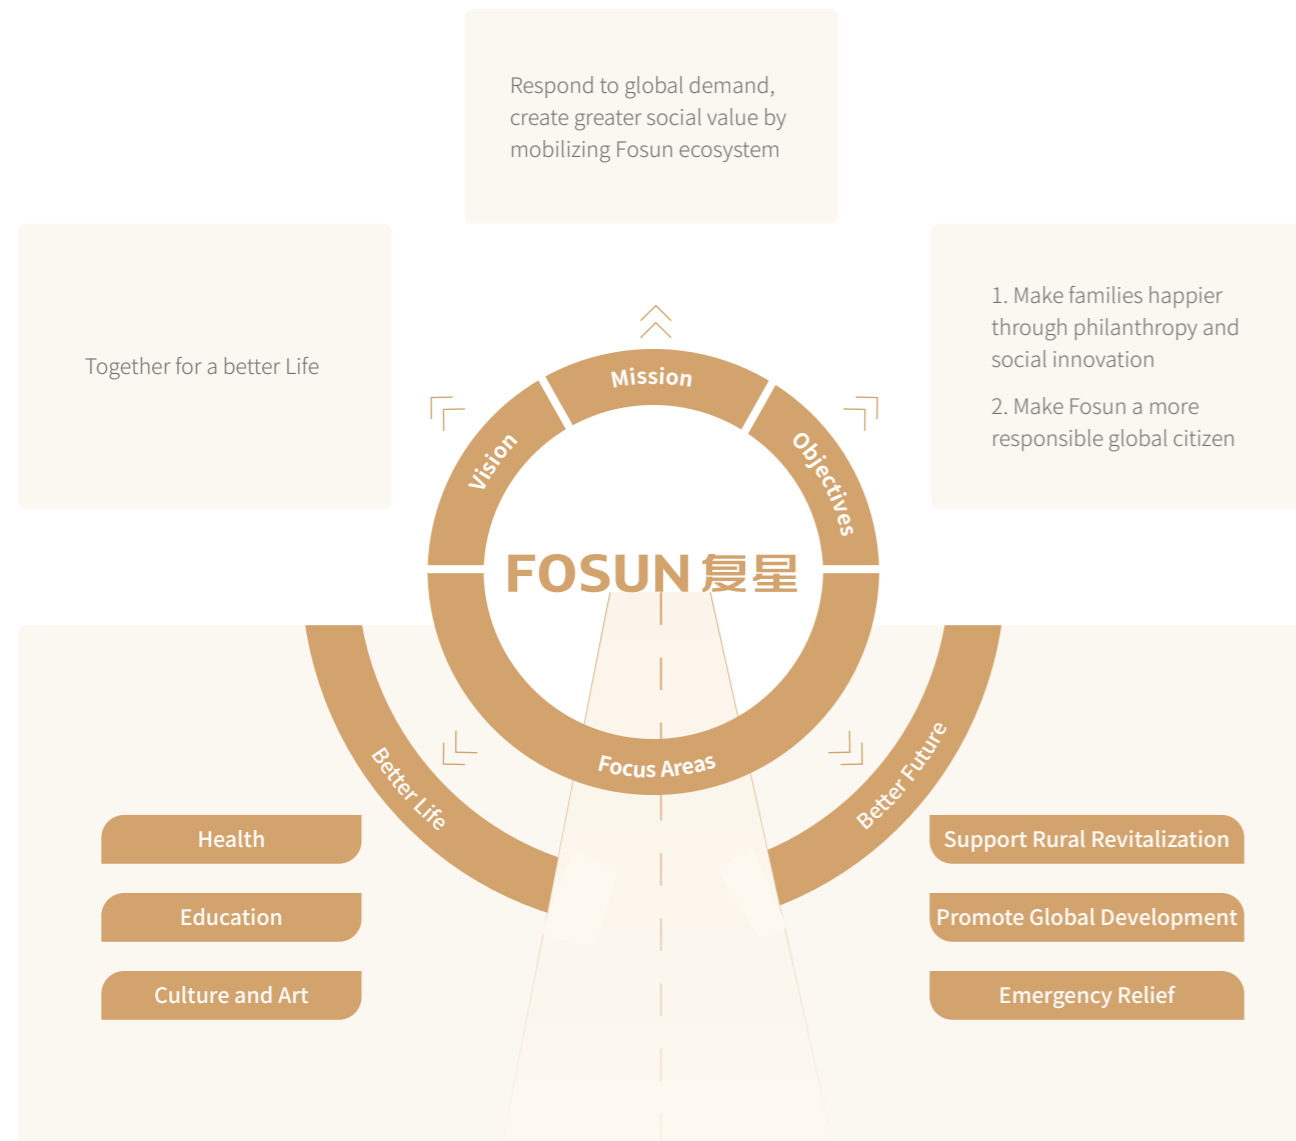 Respond to global demand,
create greater social value by
mobilizing Fosun ecosystem
Together for a better Life
1. Make families happier
through philanthropy and
social innovation
2. Make Fosun a more
responsible global citizen
Mission
Vision
Objectives
FOSUN 复星
Focus Areas
Better Life
Better Future
Health
Education
Culture and Art
Support Rural Revitalization
Promote Global Development
Emergency Relief